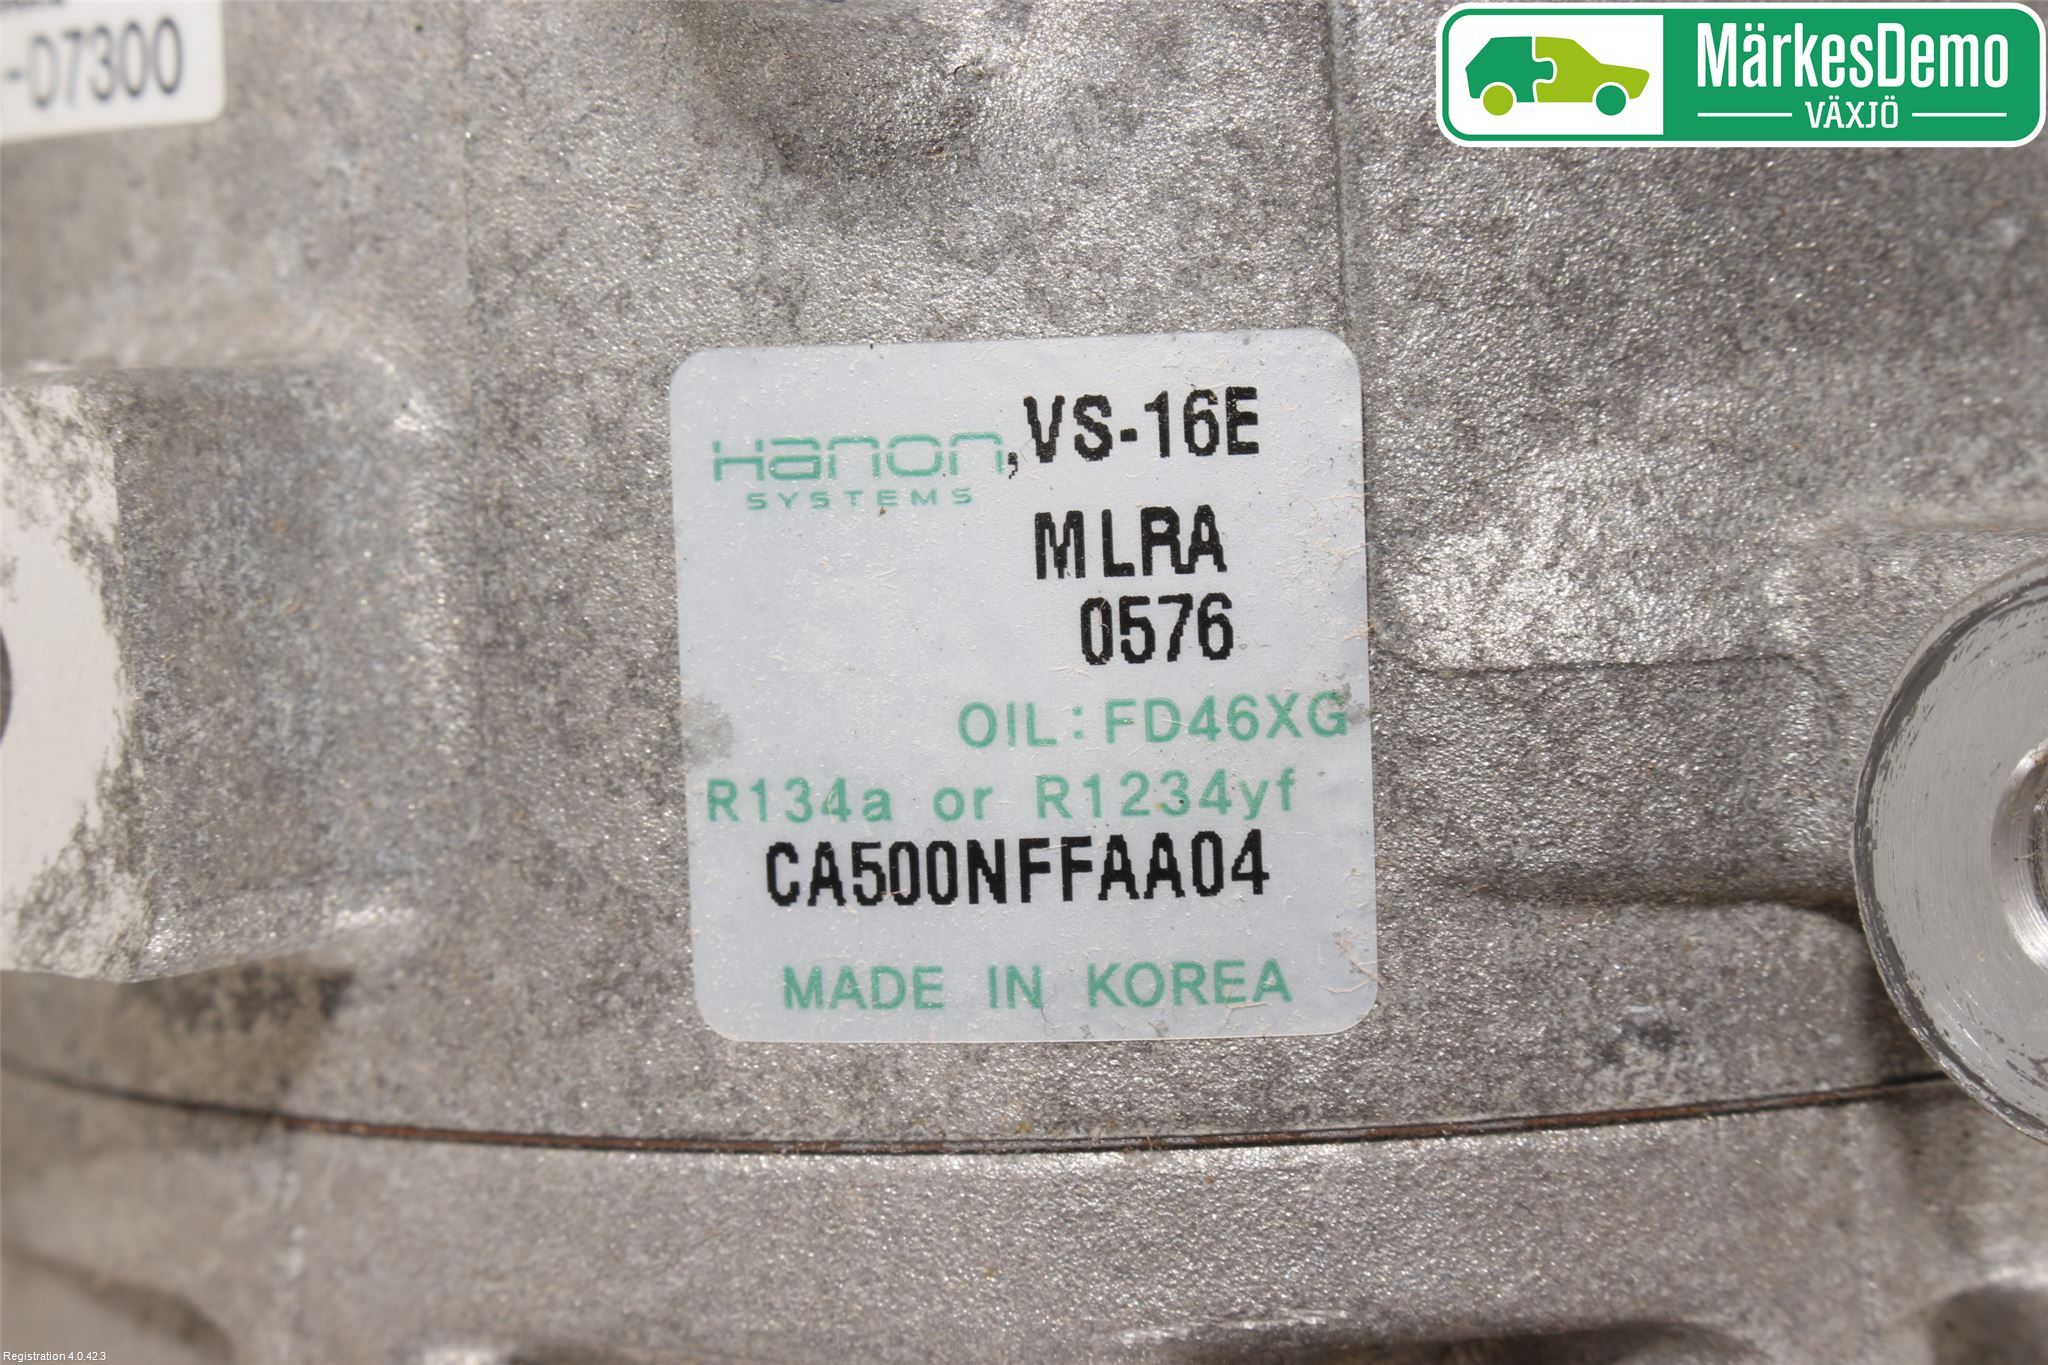 -07300
MärkesDemo
VÄXJÖ
Hanon ,VS-16E
SYSTEMS
MLRA
0576
OIL:FD46XG
R134a or R1234yf
CA500NFFAA04
MADE IN KOREA
Registration 4.0.42.3